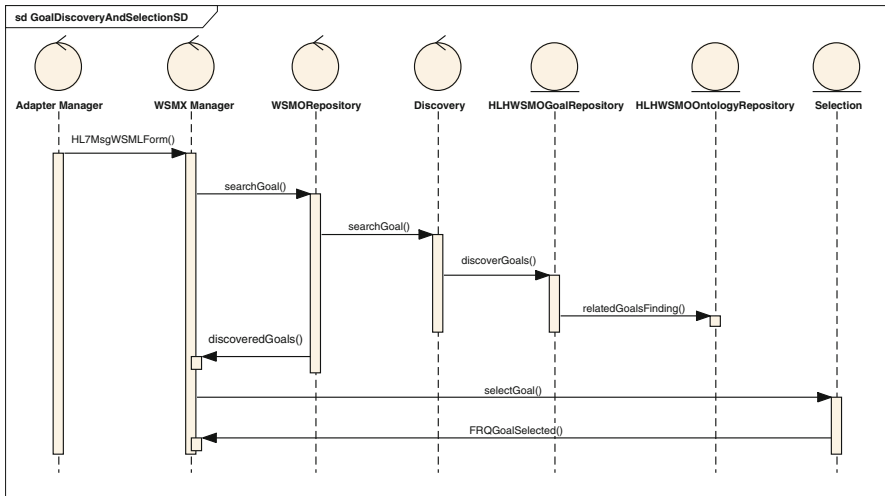 sd GoalDiscoveryAndSelectionSD
Adapter Manager
WSMX Manager
WSMORepository
Discovery
HLHWSMOGoalRepository
HLHWSMOOntologyRepository
Selection
HL7MsgWSMLForm()
searchGoal()
searchGoal()
discoverGoals()
relatedGoalsFinding()
discoveredGoals()
selectGoal()
FRQGoalSelected()